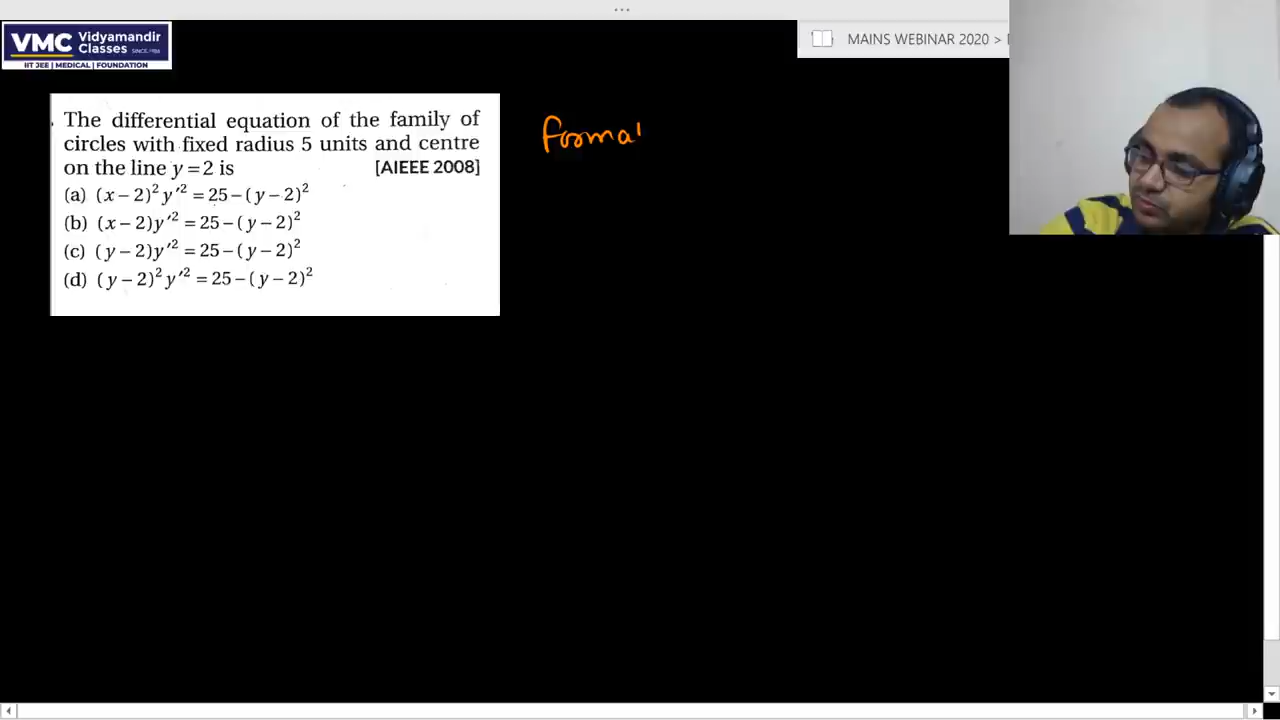 ...
VMC Vidyamandir Classes SINCE 1986
IIT JEE | MEDICAL | FOUNDATION
MAINS WEBINAR 2020 >
The differential equation of the family of
circles with fixed radius 5 units and centre
on the line y = 2 is [AIEEE 2008]
(a) (x – 2)² y′² = 25 – (y – 2)²
(b) (x – 2)y′² = 25 – (y – 2)²
(c) (y – 2)y′² = 25 – (y – 2)²
(d) (y – 2)² y′² = 25 – (y – 2)²
Formal